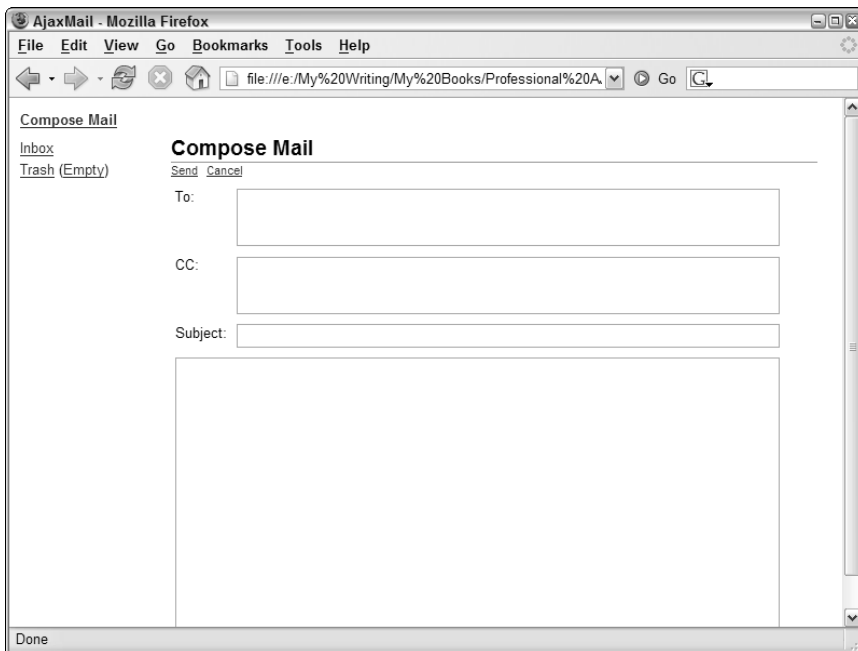 AjaxMail - Mozilla Firefox
File Edit View Go Bookmarks Tools Help
file:///e:/My%20Writing/My%20Books/Professional%20A Go G
Compose Mail
Inbox
Trash (Empty)
Compose Mail
Send Cancel
To:
CC:
Subject:
Done